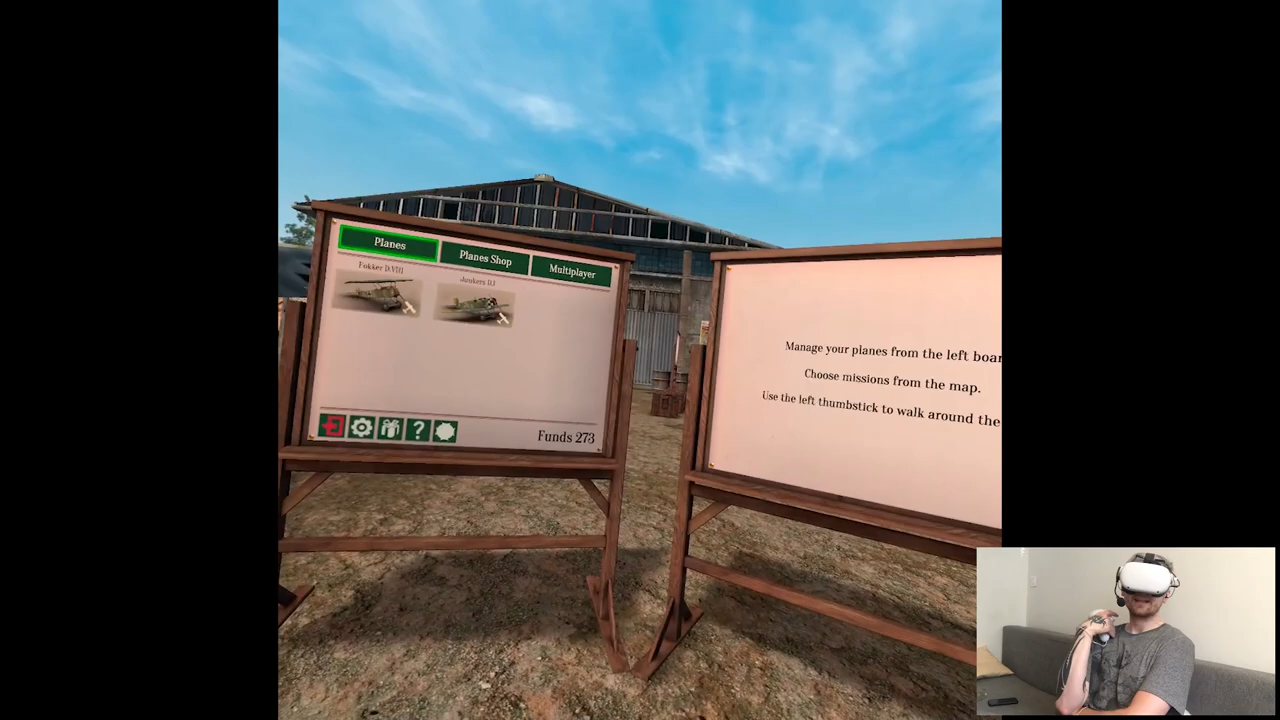 Planes
Planes Shop
Multiplayer
Fokker D.VIII
Junkers D.I
?
Funds 273
Manage your planes from the left boar
Choose missions from the map.
Use the left thumbstick to walk around the